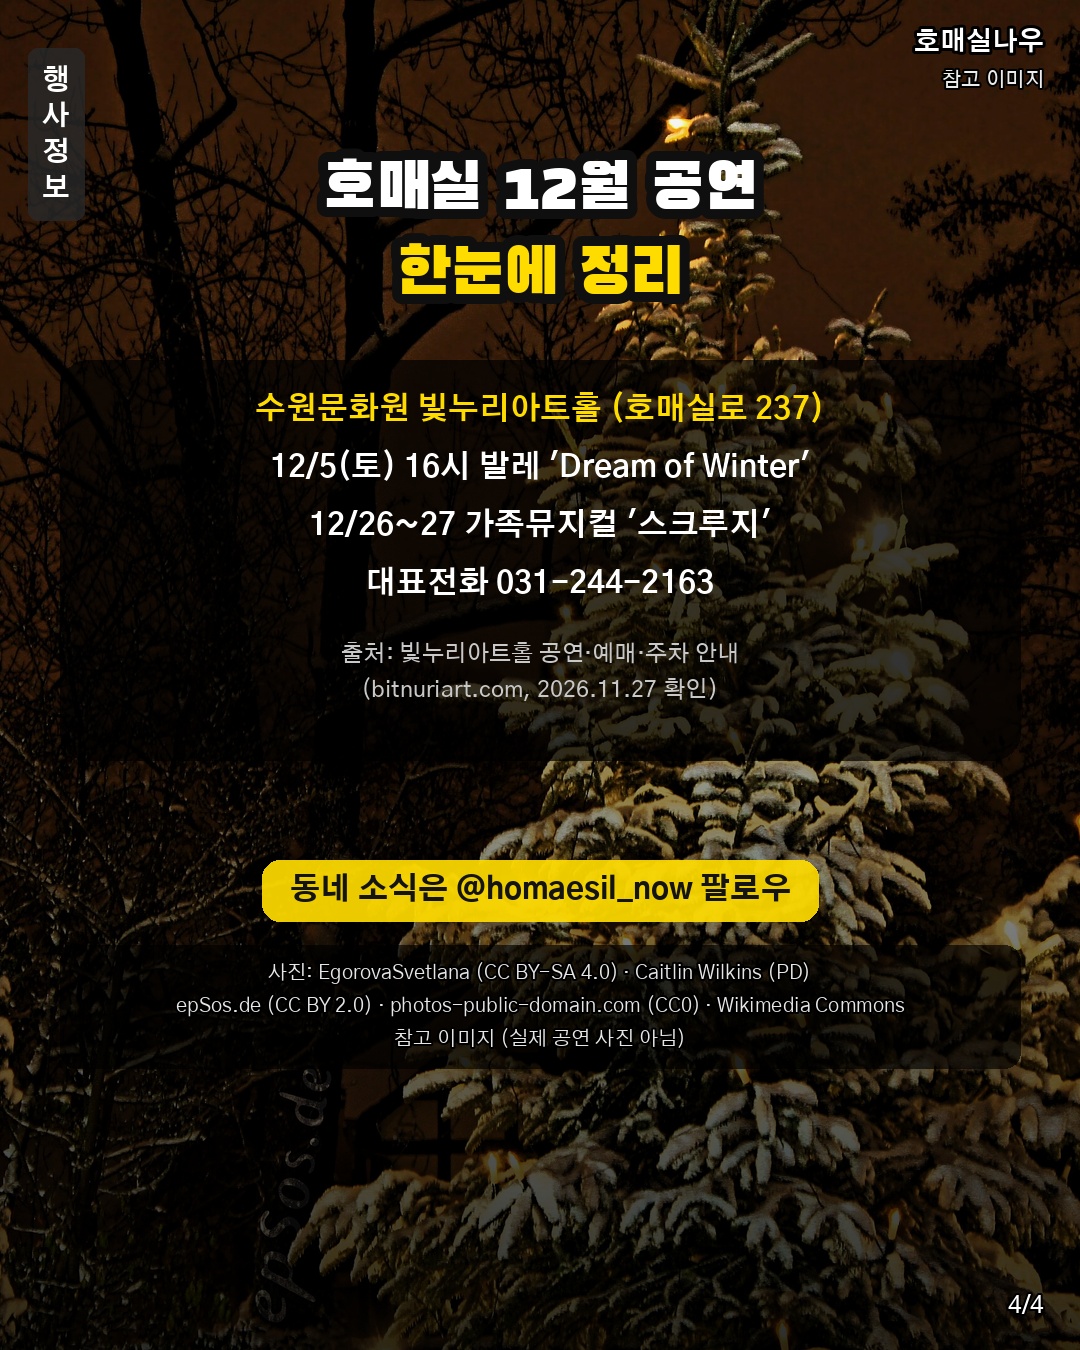 호매실나우
참고 이미지
행사정보
호매실 12월 공연
한눈에 정리
수원문화원 빛누리아트홀 (호매실로 237)
12/5(토) 16시 발레 'Dream of Winter'
12/26~27 가족뮤지컬 '스크루지'
대표전화 031-244-2163
출처: 빛누리아트홀 공연·예매·주차 안내
(bitnuriart.com, 2026.11.27 확인)
동네 소식은 @homaesil_now 팔로우
사진: EgorovaSvetlana (CC BY-SA 4.0) · Caitlin Wilkins (PD)
epSos.de (CC BY 2.0) · photos-public-domain.com (CC0) · Wikimedia Commons
참고 이미지 (실제 공연 사진 아님)
epsos.de
4/4